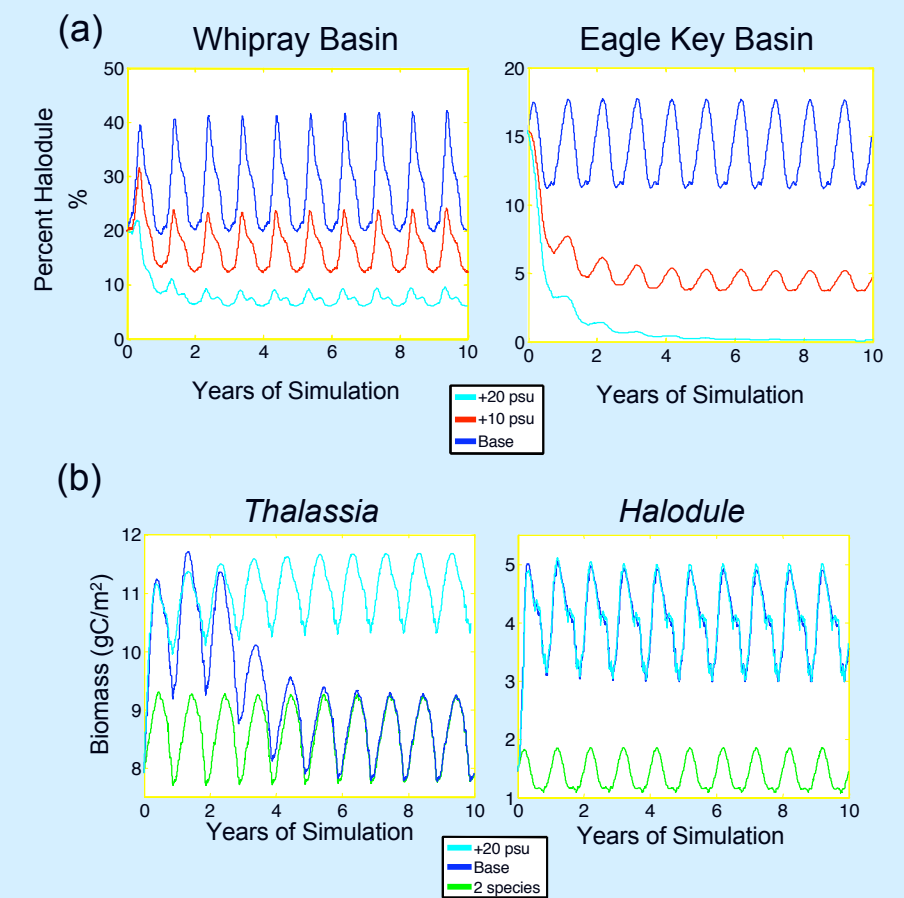 (a)
Whipray Basin
Eagle Key Basin
Percent Halodule
%
50
40
30
20
10
0
0 2 4 6 8 10
Years of Simulation
20
15
10
5
0
0 2 4 6 8 10
Years of Simulation
+20 psu
+10 psu
Base
(b)
Thalassia
Halodule
Biomass (gC/m²)
12
11
10
9
8
0 2 4 6 8 10
Years of Simulation
5
4
3
2
1
0 2 4 6 8 10
Years of Simulation
+20 psu
Base
2 species